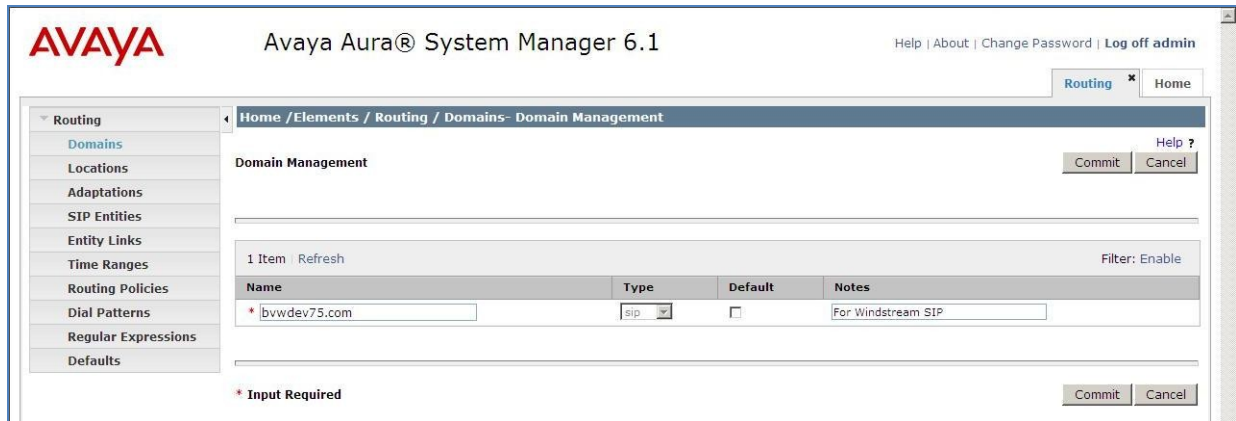 AVAYA
Avaya Aura® System Manager 6.1
Help | About | Change Password | Log off admin
Routing × Home
Routing
Domains
Locations
Adaptations
SIP Entities
Entity Links
Time Ranges
Routing Policies
Dial Patterns
Regular Expressions
Defaults
Home /Elements / Routing / Domains- Domain Management
Help ?
Domain Management
Commit Cancel
1 Item | Refresh
Filter: Enable
Name Type Default Notes
* bvwdev75.com sip For Windstream SIP
* Input Required
Commit Cancel